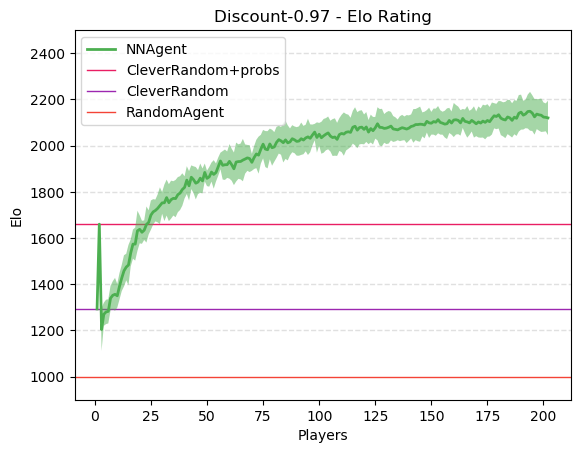 Discount-0.97 - Elo Rating
NNAgent
CleverRandom+probs
CleverRandom
RandomAgent
Elo
2400
2200
2000
1800
1600
1400
1200
1000
0 25 50 75 100 125 150 175 200
Players